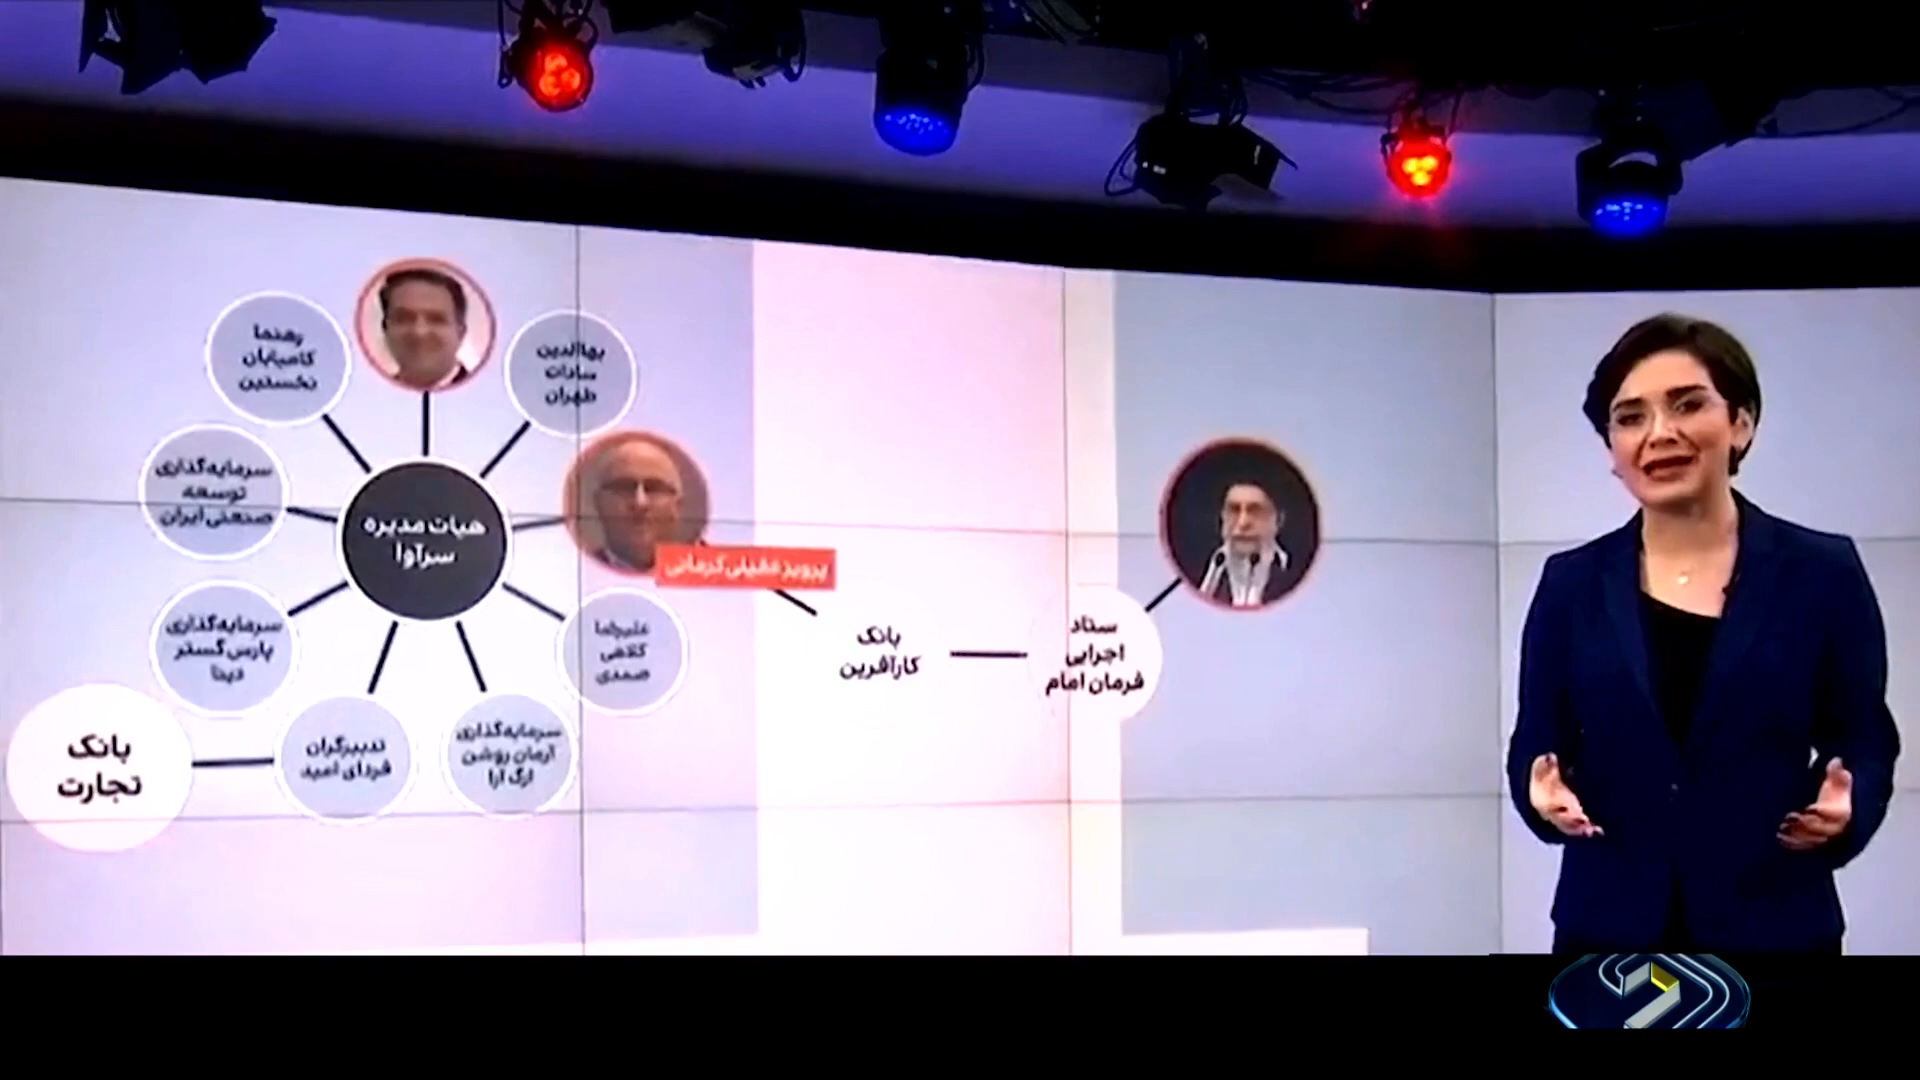 رهنما
کامیابان
نخستین
بهاالدین
سادات
طهران
سرمایه‌گذاری
توسعه
صنعتی ایران
هیات مدیره
سرآوا
پرویز عقیلی کرمانی
سرمایه‌گذاری
پارس گستر
دیبا
علیرضا
کلاهی
صمدی
بانک
کارآفرین
ستاد
اجرایی
فرمان امام
سرمایه‌گذاری
آرمان روشن
ارگ آرا
تدبیرگران
فردای امید
بانک
تجارت